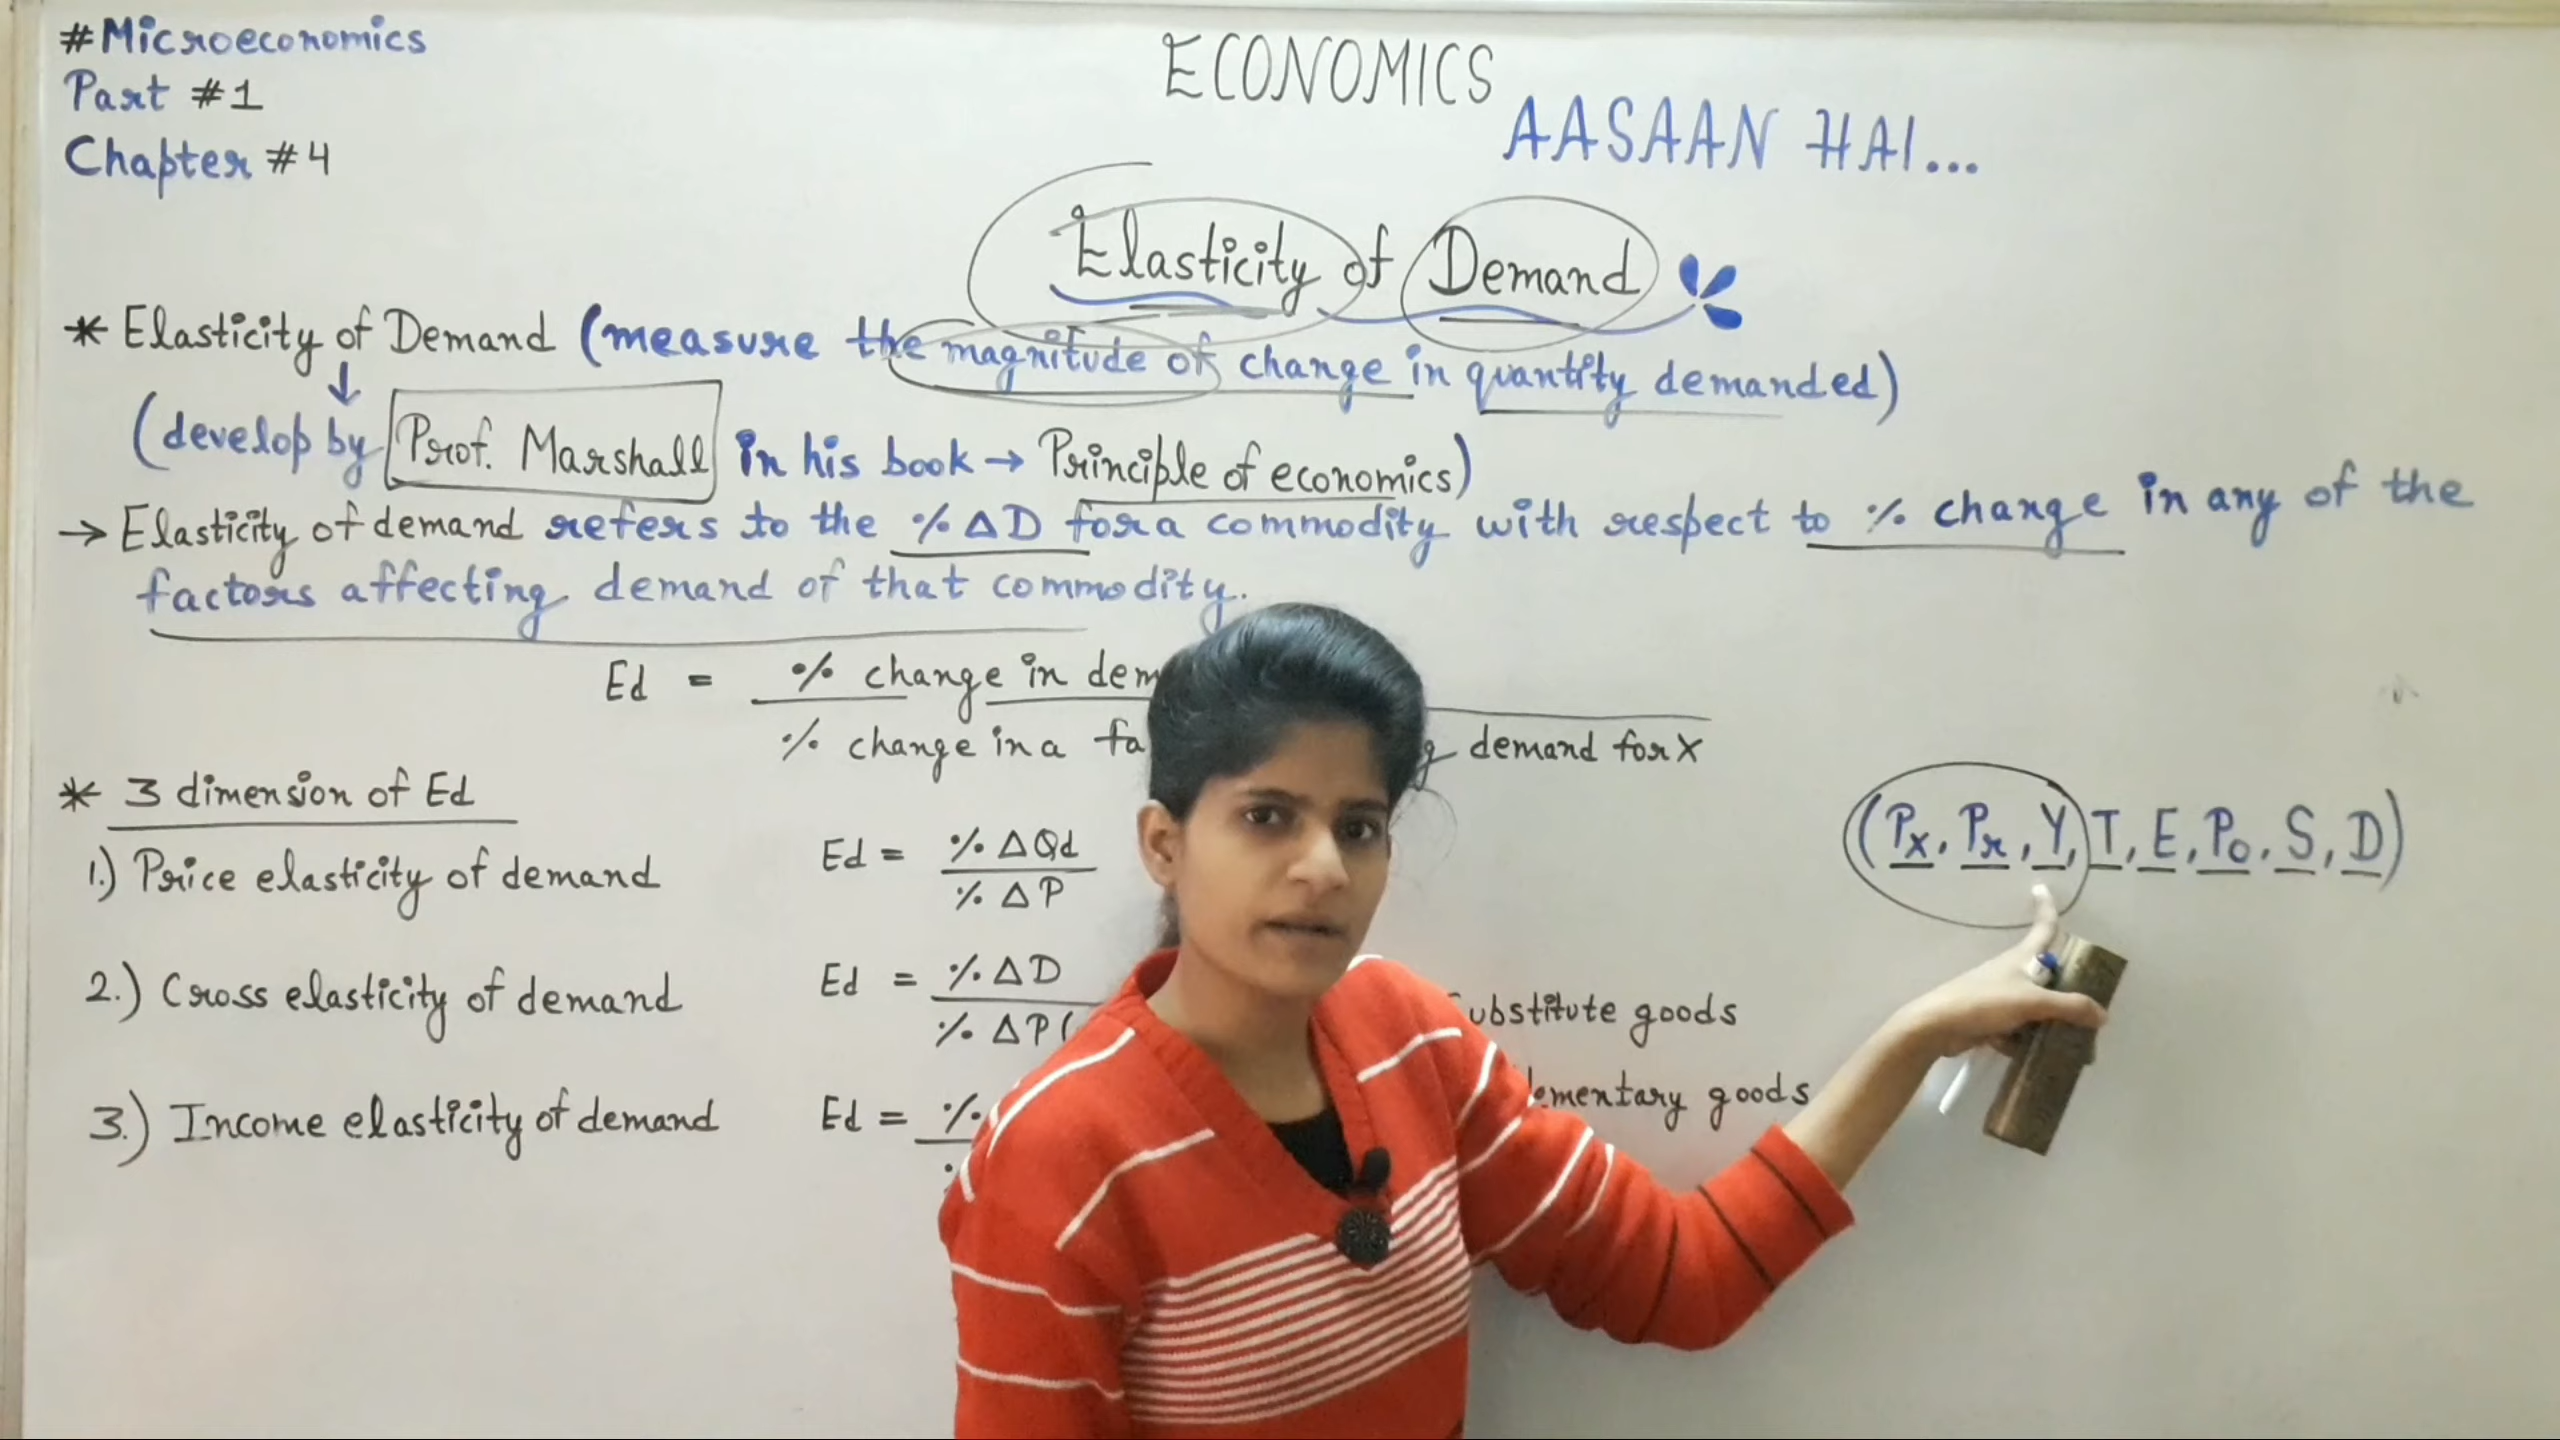 #Microeconomics
Part #1
Chapter #4
ECONOMICS
AASAAN HAI...
Elasticity of Demand
* Elasticity of Demand (measure the magnitude of change in quantity demanded)
↓
(develop by Prof. Marshall in his book → Principle of economics)
→ Elasticity of demand refers to the % ΔD for a commodity with respect to % change in any of the
factors affecting demand of that commodity.
Ed = % change in
% change in a demand for X
* 3 dimension of Ed
(Px, Pr, Y, T, E, Po, S, D)
1.) Price elasticity of demand Ed = % ΔQd
% ΔP
2.) Cross elasticity of demand Ed = % ΔD
% ΔP( goods
3.) Income elasticity of demand Ed = % goods